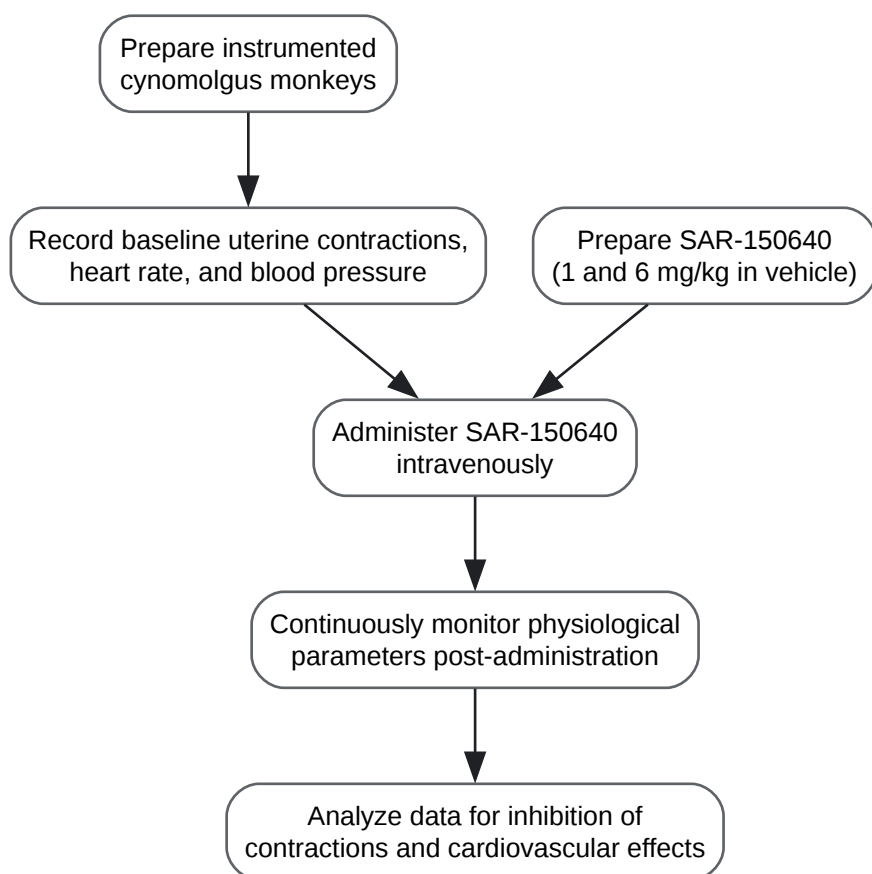 Prepare instrumented
cynomolgus monkeys
Record baseline uterine contractions,
heart rate, and blood pressure
Prepare SAR-150640
(1 and 6 mg/kg in vehicle)
Administer SAR-150640
intravenously
Continuously monitor physiological
parameters post-administration
Analyze data for inhibition of
contractions and cardiovascular effects